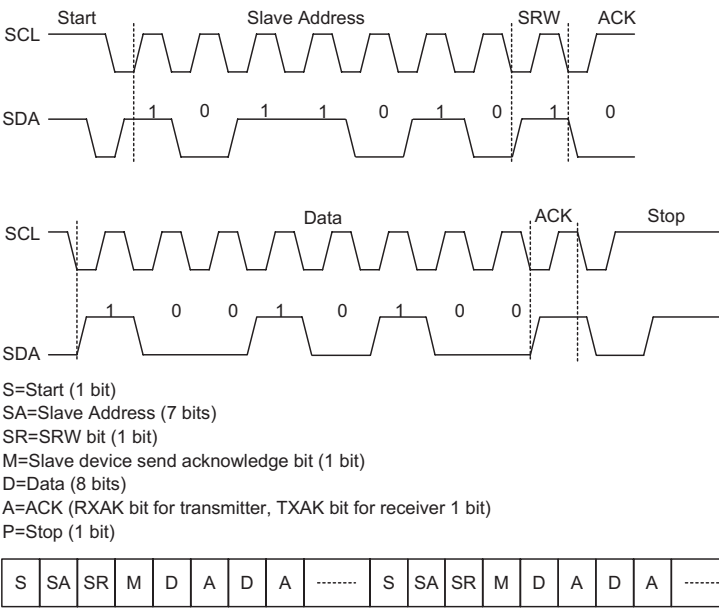 Start Slave Address SRW ACK
SCL
SDA 1 0 1 1 0 1 0 1 0
Data ACK Stop
SCL
1 0 0 1 0 1 0 0
SDA
S=Start (1 bit)
SA=Slave Address (7 bits)
SR=SRW bit (1 bit)
M=Slave device send acknowledge bit (1 bit)
D=Data (8 bits)
A=ACK (RXAK bit for transmitter, TXAK bit for receiver 1 bit)
P=Stop (1 bit)
S SA SR M D A D A ........ S SA SR M D A D A ........